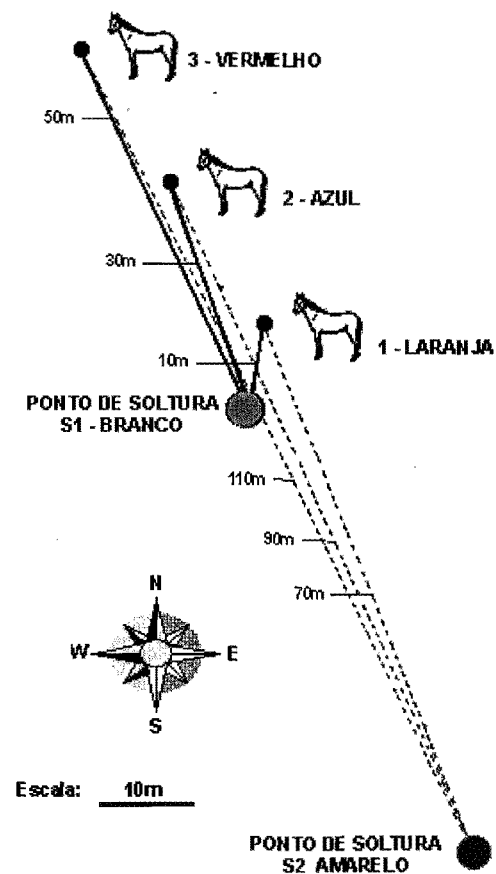 3 - VERMELHO
50m
2 - AZUL
30m
1 - LARANJA
10m
PONTO DE SOLTURA
S1 - BRANCO
110m
90m
70m
N
W
E
S
Escala: 10m
PONTO DE SOLTURA
S2 AMARELO